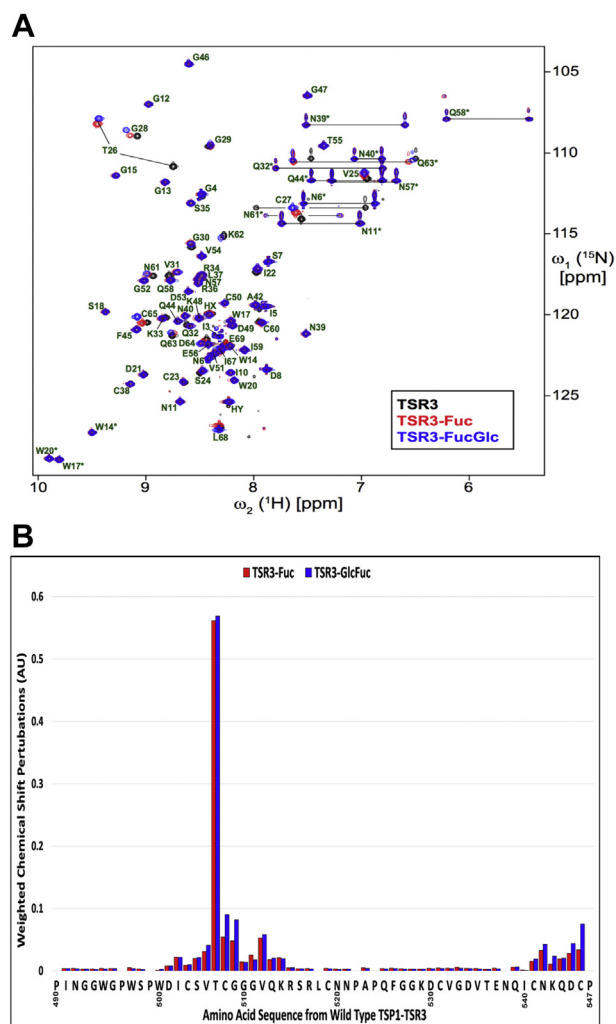 A
G46
G12
G47
N39*
Q58*
G28
T26
G29
T55
N40*
Q32*
Q63*
V25
G15
Q44*
N57*
G13
G4
S35
N6*
C27
N61*
N11*
K62
G30
V54
S7
N61
V31
R34
L37
I22
G52
Q58
N57
R36
D53
K48
C50
A42
S18
Q44
N40
HX
W17
I5
C65
I3
D49
C60
F45
K33
Q32
E69
N39
Q63
D64
I59
E56
W14
N6
V51
I67
D21
S24
I10
D8
C38
C23
W20
N11
HY
W14*
L68
W20*
W17*
TSR3
TSR3-Fuc
TSR3-FucGlc
105
110
115
120
125
ω1 (15N)
[ppm]
10
9
8
7
6
ω2 (1H) [ppm]
B
TSR3-Fuc TSR3-GlcFuc
Weighted Chemical Shift Pertubations (AU)
0.6
0.5
0.4
0.3
0.2
0.1
0
P I N G G W G P W S P W D I C S V T C G G G V Q K R S R L C N N P A P Q F G G K D C V G D V T E N Q I C N K Q D C P
490
500
510
520
530
540
547
Amino Acid Sequence from Wild Type TSP1-TSR3